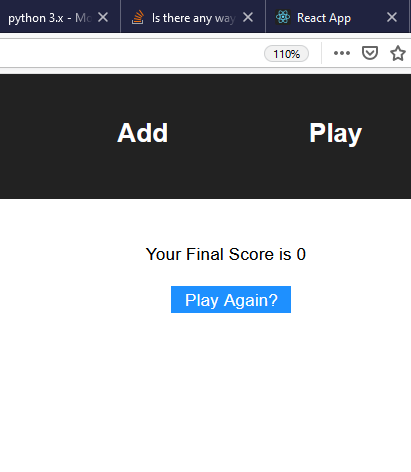 python 3.x - Mo
Is there any way
React App
110%
Add
Play
Your Final Score is 0
Play Again?